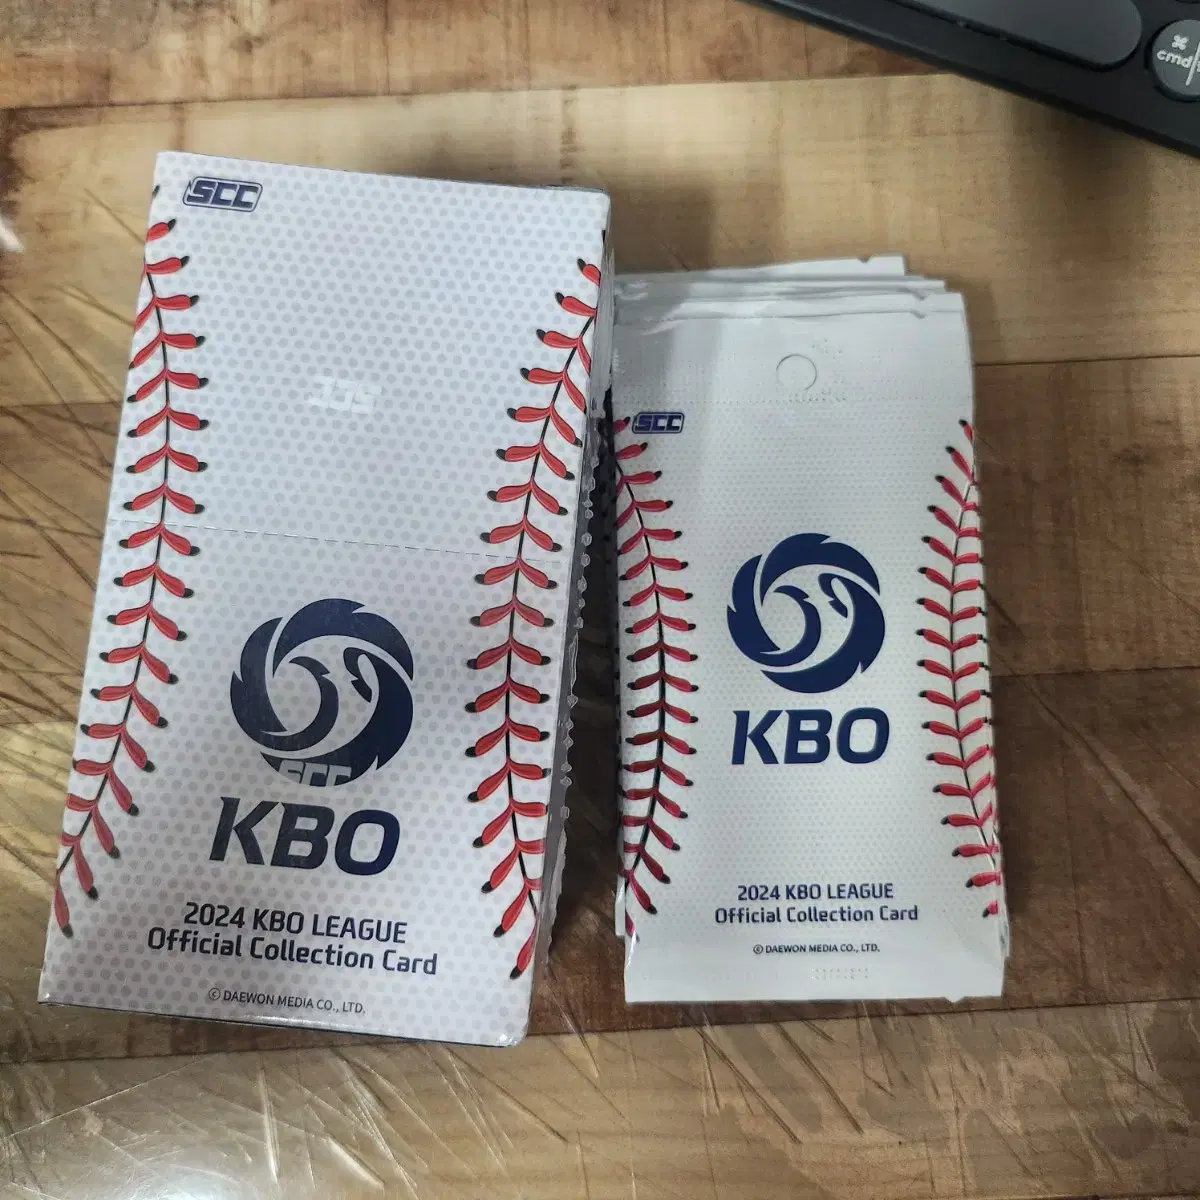 SCC
SCC
KBO
2024 KBO LEAGUE
Official Collection Card
© DAEWON MEDIA CO., LTD.
SCC
KBO
2024 KBO LEAGUE
Official Collection Card
© DAEWON MEDIA CO., LTD.
⌘
cmd